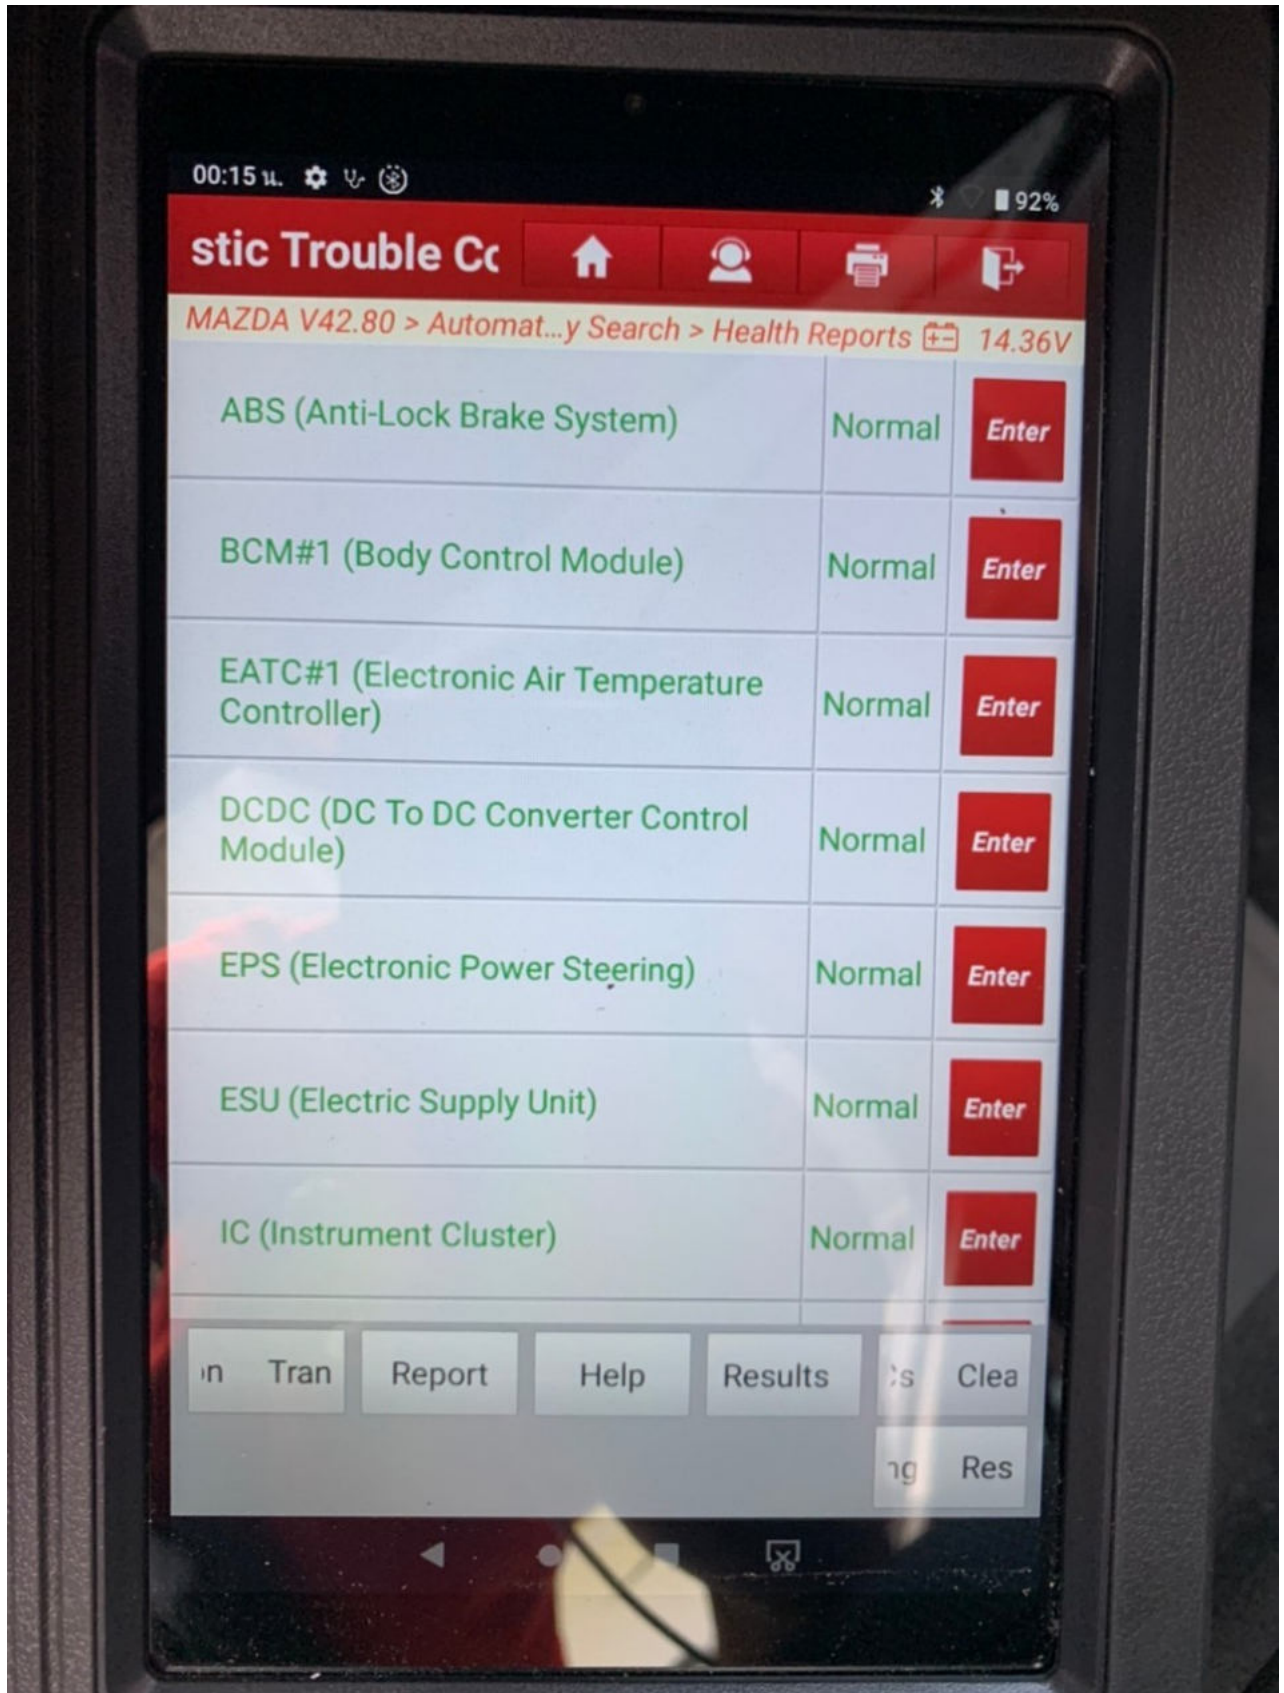 00:15 น.
92%
stic Trouble Cc
MAZDA V42.80 > Automat...y Search > Health Reports 14.36V
ABS (Anti-Lock Brake System) Normal Enter
BCM#1 (Body Control Module) Normal Enter
EATC#1 (Electronic Air Temperature
Controller) Normal Enter
DCDC (DC To DC Converter Control
Module) Normal Enter
EPS (Electronic Power Steering) Normal Enter
ESU (Electric Supply Unit) Normal Enter
IC (Instrument Cluster) Normal Enter
Tran Report Help Results Clea
Res